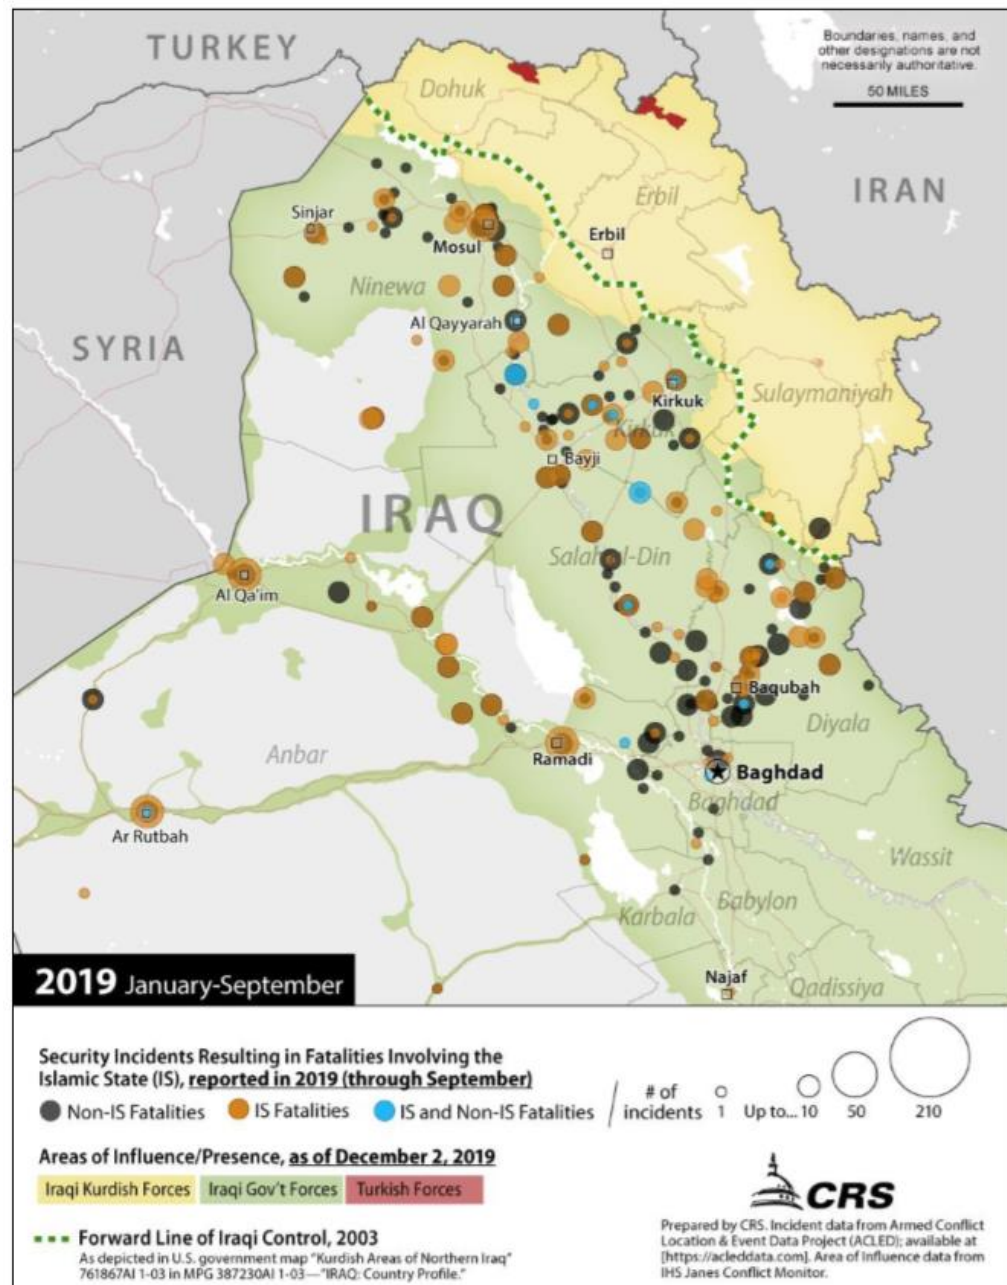 TURKEY
Boundaries, names, and
other designations are not
necessarily authoritative.
50 MILES
Dohuk
IRAN
Erbil
Sinjar
Mosul
Erbil
Ninewa
Al Qayyarah
SYRIA
Sulaymaniyah
Kirkuk
Kirkuk
Bayji
IRAQ
Salah al-Din
Al Qa'im
Baqubah
Diyala
Anbar
Ramadi
Baghdad
Baghdad
Ar Rutbah
Wassit
Babylon
Karbala
Najaf
Qadissiya
2019 January-September
Security Incidents Resulting in Fatalities Involving the
Islamic State (IS), reported in 2019 (through September)
Non-IS Fatalities IS Fatalities IS and Non-IS Fatalities
# of
incidents 1 Up to... 10 50 210
Areas of Influence/Presence, as of December 2, 2019
Iraqi Kurdish Forces Iraqi Gov't Forces Turkish Forces
Forward Line of Iraqi Control, 2003
As depicted in U.S. government map "Kurdish Areas of Northern Iraq"
761867AI 1-03 in MPG 387230AI 1-03—"IRAQ: Country Profile."
CRS
Prepared by CRS. Incident data from Armed Conflict
Location & Event Data Project (ACLED); available at
[https://acleddata.com]. Area of Influence data from
IHS Janes Conflict Monitor.